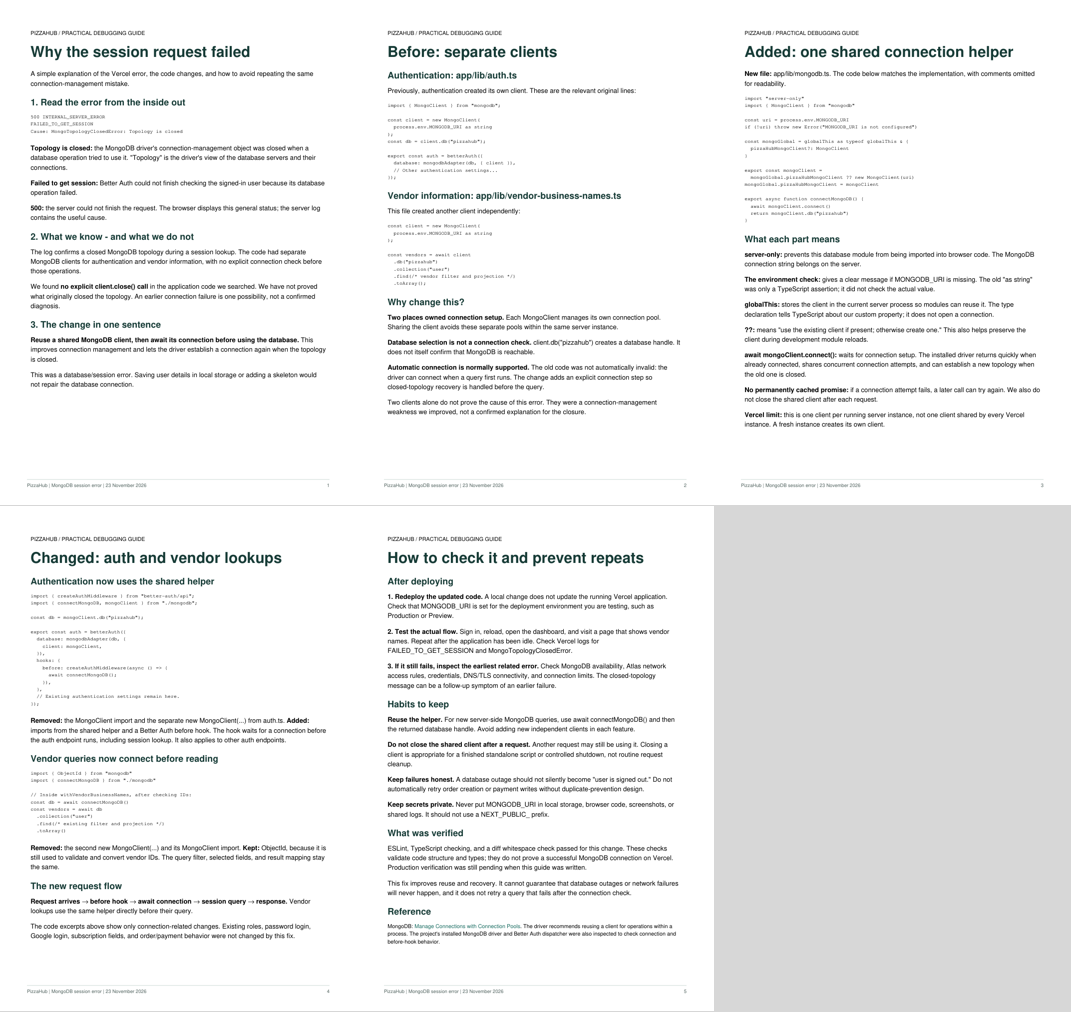 PIZZAHUB / PRACTICAL DEBUGGING GUIDE
Why the session request failed
A simple explanation of the Vercel error, the code changes, and how to avoid repeating the same
connection-management mistake.
1. Read the error from the inside out
500 INTERNAL_SERVER_ERROR
FAILED_TO_GET_SESSION
Cause: MongoTopologyClosedError: Topology is closed
Topology is closed: the MongoDB driver's connection-management object was closed when a
database operation tried to use it. "Topology" is the driver's view of the database servers and their
connections.
Failed to get session: Better Auth could not finish checking the signed-in user because its database
operation failed.
500: the server could not finish the request. The browser displays this general status; the server log
contains the useful cause.
2. What we know - and what we do not
The log confirms a closed MongoDB topology during a session lookup. The code had separate
MongoDB clients for authentication and vendor information, with no explicit connection check before
those operations.
We found no explicit client.close() call in the application code we searched. We have not proved
what originally closed the topology. An earlier connection failure is one possibility, not a confirmed
diagnosis.
3. The change in one sentence
Reuse a shared MongoDB client, then await its connection before using the database. This
improves connection management and lets the driver establish a connection again when the topology
is closed.
This was a database/session error. Saving user details in local storage or adding a skeleton would
not repair the database connection.
PizzaHub | MongoDB session error | 23 November 2026
1
PIZZAHUB / PRACTICAL DEBUGGING GUIDE
Before: separate clients
Authentication: app/lib/auth.ts
Previously, authentication created its own client. These are the relevant original lines:
import { MongoClient } from "mongodb";
const client = new MongoClient(
process.env.MONGODB_URI as string
);
const db = client.db("pizzahub");
export const auth = betterAuth({
database: mongodbAdapter(db, { client }),
// Other authentication settings...
});
Vendor information: app/lib/vendor-business-names.ts
This file created another client independently:
const client = new MongoClient(
process.env.MONGODB_URI as string
);
const vendors = await client
.db("pizzahub")
.collection("user")
.find(/* vendor filter and projection */)
.toArray();
Why change this?
Two places owned connection setup. Each MongoClient manages its own connection pool.
Sharing the client avoids these separate pools within the same server instance.
Database selection is not a connection check. client.db("pizzahub") creates a database handle. It
does not itself confirm that MongoDB is reachable.
Automatic connection is normally supported. The old code was not automatically invalid: the
driver can connect when a query first runs. The change adds an explicit connection step so
closed-topology recovery is handled before the query.
Two clients alone do not prove the cause of this error. They were a connection-management
weakness we improved, not a confirmed explanation for the closure.
PizzaHub | MongoDB session error | 23 November 2026
2
PIZZAHUB / PRACTICAL DEBUGGING GUIDE
Added: one shared connection helper
New file: app/lib/mongodb.ts. The code below matches the implementation, with comments omitted
for readability.
import "server-only"
import { MongoClient } from "mongodb"
const uri = process.env.MONGODB_URI
if (!uri) throw new Error("MONGODB_URI is not configured")
const mongoGlobal = globalThis as typeof globalThis & {
pizzaHubMongoClient?: MongoClient
}
export const mongoClient =
mongoGlobal.pizzaHubMongoClient ?? new MongoClient(uri)
mongoGlobal.pizzaHubMongoClient = mongoClient
export async function connectMongoDB() {
await mongoClient.connect()
return mongoClient.db("pizzahub")
}
What each part means
server-only: prevents this database module from being imported into browser code. The MongoDB
connection string belongs on the server.
The environment check: gives a clear message if MONGODB_URI is missing. The old "as string"
was only a TypeScript assertion; it did not check the actual value.
globalThis: stores the client in the current server process so modules can reuse it. The type
declaration tells TypeScript about our custom property; it does not open a connection.
??: means "use the existing client if present; otherwise create one." This also helps preserve the
client during development module reloads.
await mongoClient.connect(): waits for connection setup. The installed driver returns quickly when
already connected, shares concurrent connection attempts, and can establish a new topology when
the old one is closed.
No permanently cached promise: if a connection attempt fails, a later call can try again. We also do
not close the shared client after each request.
Vercel limit: this is one client per running server instance, not one client shared by every Vercel
instance. A fresh instance creates its own client.
PizzaHub | MongoDB session error | 23 November 2026
3
PIZZAHUB / PRACTICAL DEBUGGING GUIDE
Changed: auth and vendor lookups
Authentication now uses the shared helper
import { createAuthMiddleware } from "better-auth/api";
import { connectMongoDB, mongoClient } from "./mongodb";
const db = mongoClient.db("pizzahub");
export const auth = betterAuth({
database: mongodbAdapter(db, {
client: mongoClient,
}),
hooks: {
before: createAuthMiddleware(async () => {
await connectMongoDB();
}),
},
// Existing authentication settings remain here.
});
Removed: the MongoClient import and the separate new MongoClient(...) from auth.ts. Added:
imports from the shared helper and a Better Auth before hook. The hook waits for a connection before
the auth endpoint runs, including session lookup. It also applies to other auth endpoints.
Vendor queries now connect before reading
import { ObjectId } from "mongodb"
import { connectMongoDB } from "./mongodb"
// Inside withVendorBusinessNames, after checking IDs:
const db = await connectMongoDB()
const vendors = await db
.collection("user")
.find(/* existing filter and projection */)
.toArray()
Removed: the second new MongoClient(...) and its MongoClient import. Kept: ObjectId, because it is
still used to validate and convert vendor IDs. The query filter, selected fields, and result mapping stay
the same.
The new request flow
Request arrives → before hook → await connection → session query → response. Vendor
lookups use the same helper directly before their query.
The code excerpts above show only connection-related changes. Existing roles, password login,
Google login, subscription fields, and order/payment behavior were not changed by this fix.
PizzaHub | MongoDB session error | 23 November 2026
4
PIZZAHUB / PRACTICAL DEBUGGING GUIDE
How to check it and prevent repeats
After deploying
1. Redeploy the updated code. A local change does not update the running Vercel application.
Check that MONGODB_URI is set for the deployment environment you are testing, such as
Production or Preview.
2. Test the actual flow. Sign in, reload, open the dashboard, and visit a page that shows vendor
names. Repeat after the application has been idle. Check Vercel logs for
FAILED_TO_GET_SESSION and MongoTopologyClosedError.
3. If it still fails, inspect the earliest related error. Check MongoDB availability, Atlas network
access rules, credentials, DNS/TLS connectivity, and connection limits. The closed-topology
message can be a follow-up symptom of an earlier failure.
Habits to keep
Reuse the helper. For new server-side MongoDB queries, use await connectMongoDB() and then
the returned database handle. Avoid adding new independent clients in each feature.
Do not close the shared client after a request. Another request may still be using it. Closing a
client is appropriate for a finished standalone script or controlled shutdown, not routine request
cleanup.
Keep failures honest. A database outage should not silently become "user is signed out." Do not
automatically retry order creation or payment writes without duplicate-prevention design.
Keep secrets private. Never put MONGODB_URI in local storage, browser code, screenshots, or
shared logs. It should not use a NEXT_PUBLIC_ prefix.
What was verified
ESLint, TypeScript checking, and a diff whitespace check passed for this change. These checks
validate code structure and types; they do not prove a successful MongoDB connection on Vercel.
Production verification was still pending when this guide was written.
This fix improves reuse and recovery. It cannot guarantee that database outages or network failures
will never happen, and it does not retry a query that fails after the connection check.
Reference
MongoDB: Manage Connections with Connection Pools. The driver recommends reusing a client for operations within a
process. The project's installed MongoDB driver and Better Auth dispatcher were also inspected to check connection and
before-hook behavior.
PizzaHub | MongoDB session error | 23 November 2026
5